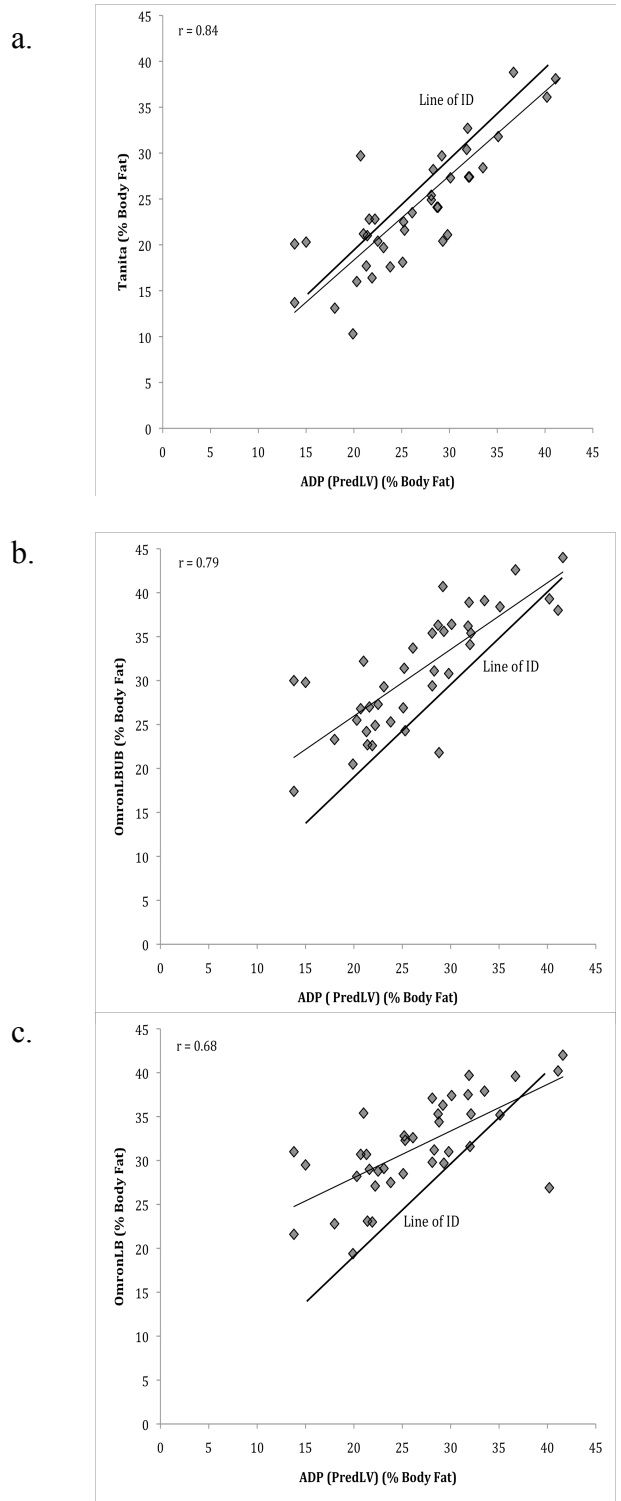 a.
r = 0.84
Line of ID
Tanita (% Body Fat)
45
40
35
30
25
20
15
10
5
0
0 5 10 15 20 25 30 35 40 45
ADP (PredLV) (% Body Fat)
b.
r = 0.79
Line of ID
OmronLBUB (% Body Fat)
45
40
35
30
25
20
15
10
5
0
0 5 10 15 20 25 30 35 40 45
ADP ( PredLV) (% Body Fat)
c.
r = 0.68
Line of ID
OmronLB (% Body Fat)
45
40
35
30
25
20
15
10
5
0
0 5 10 15 20 25 30 35 40 45
ADP (PredLV) (% Body Fat)